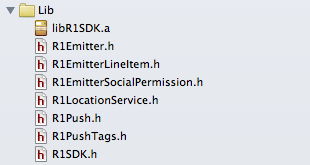 Lib
libR1SDK.a
R1Emitter.h
R1EmitterLineItem.h
R1EmitterSocialPermission.h
R1LocationService.h
R1Push.h
R1PushTags.h
R1SDK.h